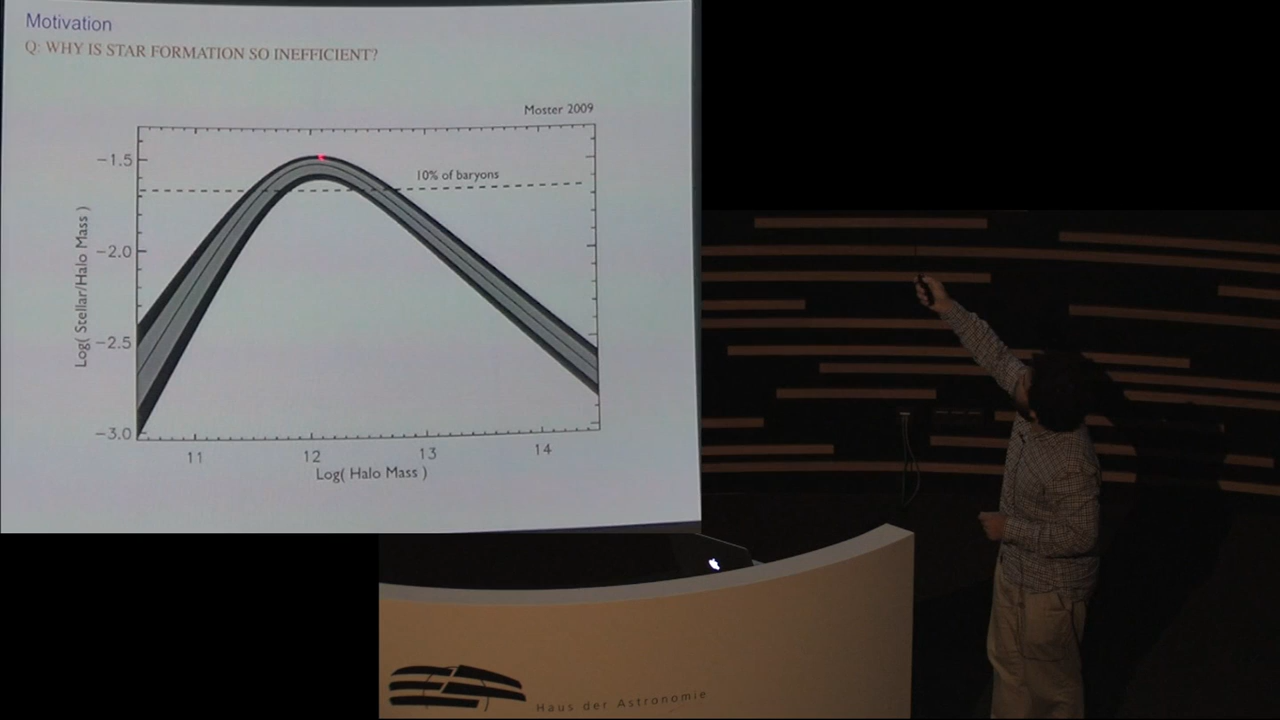 Motivation
Q: WHY IS STAR FORMATION SO INEFFICIENT?
Moster 2009
−1.5
10% of baryons
−2.0
Log( Stellar/Halo Mass )
−2.5
−3.0
11
12
13
14
Log( Halo Mass )
Haus der Astronomie